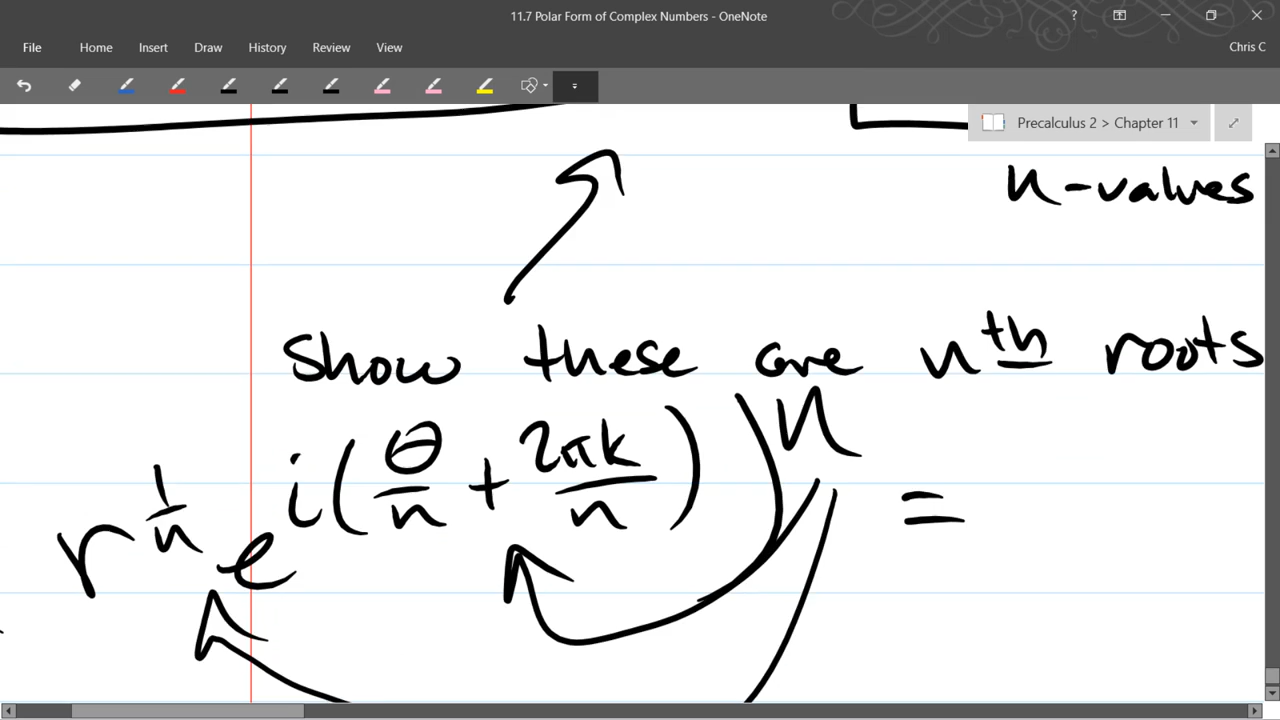 11.7 Polar Form of Complex Numbers - OneNote
?
File Home Insert Draw History Review View Chris C
Precalculus 2 > Chapter 11
n-values
show these are nth roots
r^(1/n) e^(i(θ/n + 2πk/n)))^n =